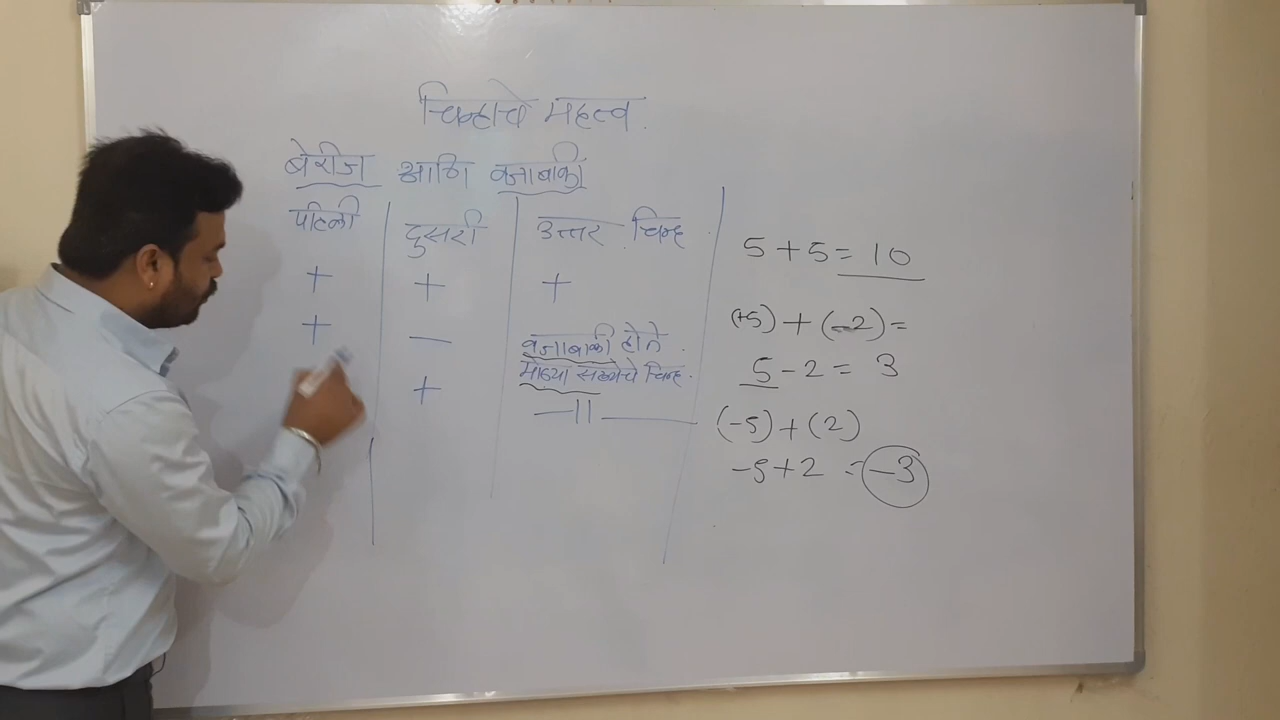 चिन्हाचे महत्व.
बेरीज आणि वजाबाकी
पहिली दुसरी उत्तर चिन्ह
+ + +
+ — वजाबाकी होते.
मोठ्या संख्येचे चिन्ह.
+ —॥—
5 + 5 = 10
(+5) + (-2) =
5 - 2 = 3
(-5) + (2)
-5 + 2 = -3